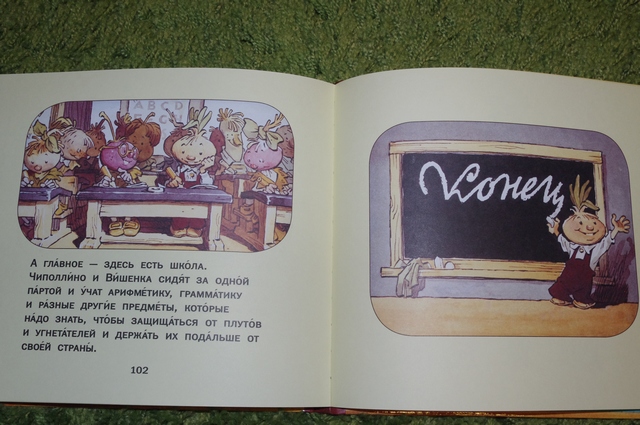 A B C D
А гла́вное — здесь есть шко́ла.
Чиполли́но и Ви́шенка сидя́т за одно́й
па́ртой и у́чат арифме́тику, грамма́тику
и ра́зные други́е предме́ты, кото́рые
на́до знать, что́бы защища́ться от плуто́в
и угнета́телей и держа́ть их пода́льше от
свое́й страны́.
102
Конец